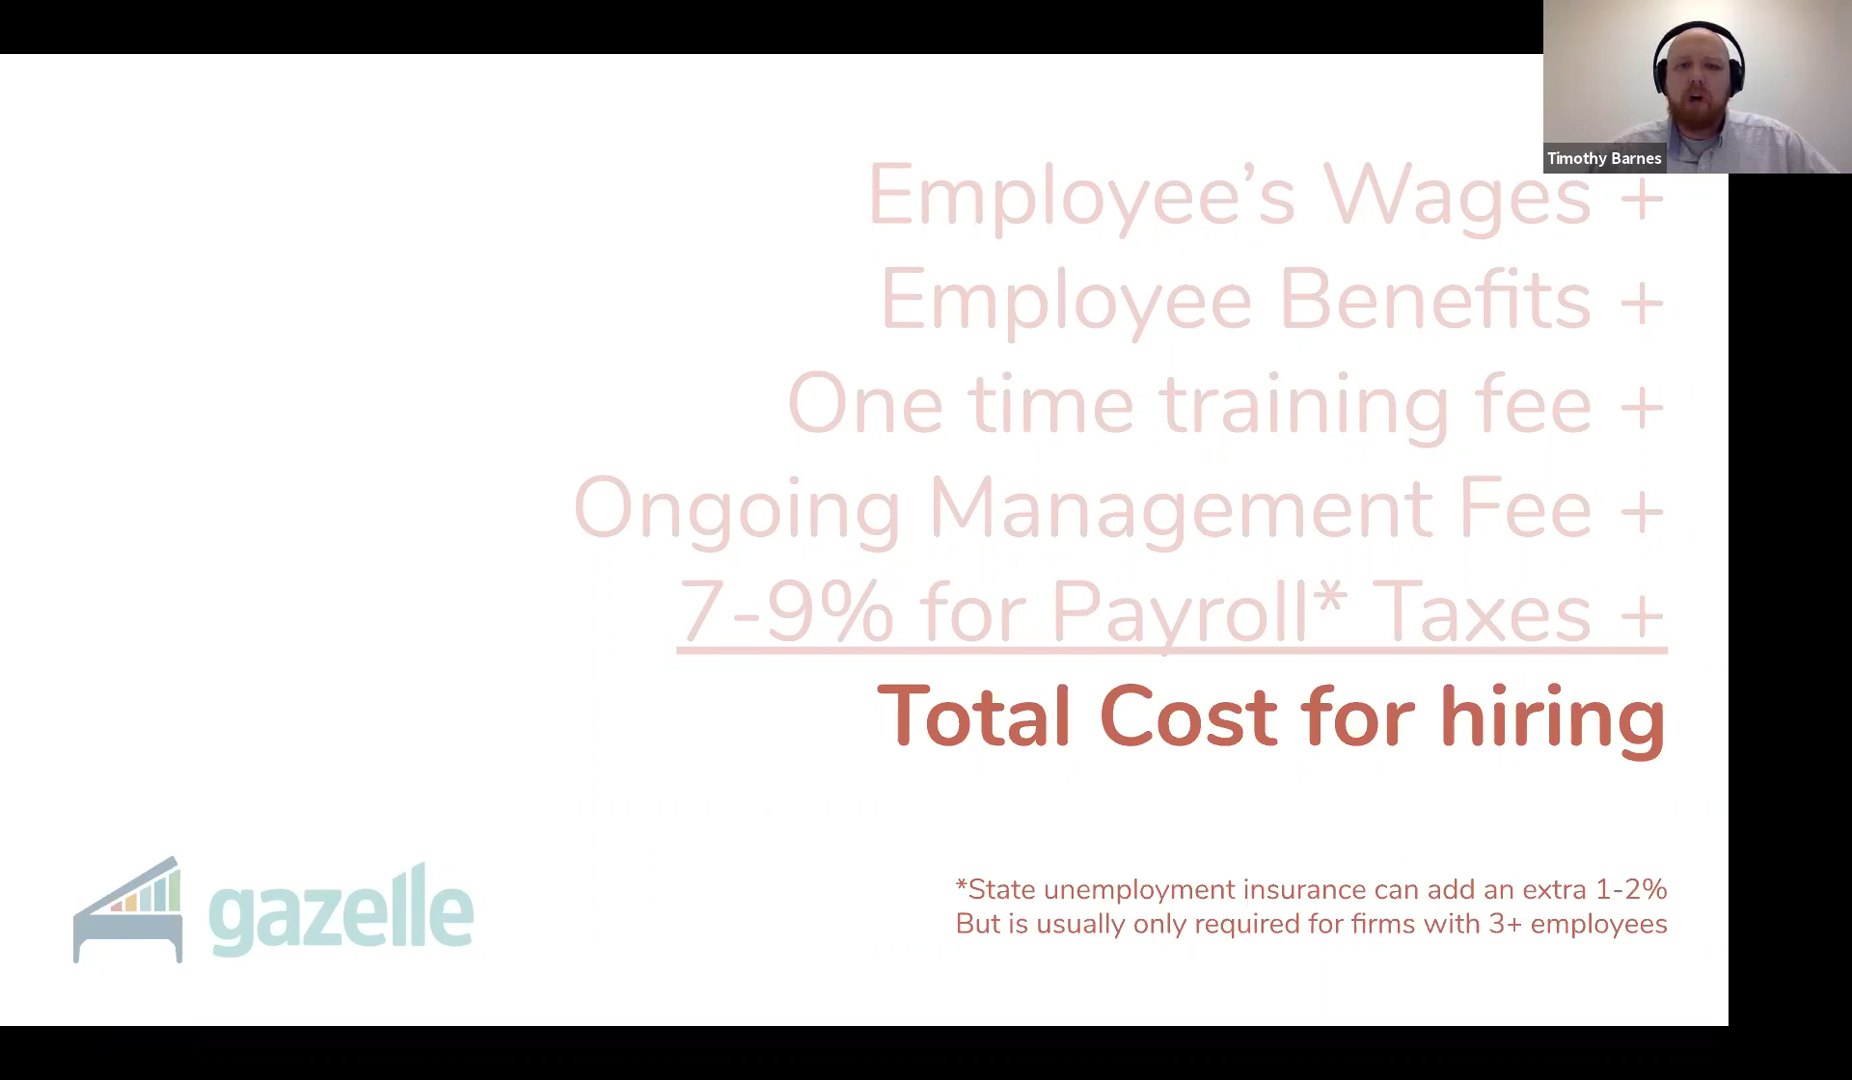 Timothy Barnes
Employee’s Wages +
Employee Benefits +
One time training fee +
Ongoing Management Fee +
7-9% for Payroll* Taxes +
Total Cost for hiring
gazelle
*State unemployment insurance can add an extra 1-2%
But is usually only required for firms with 3+ employees